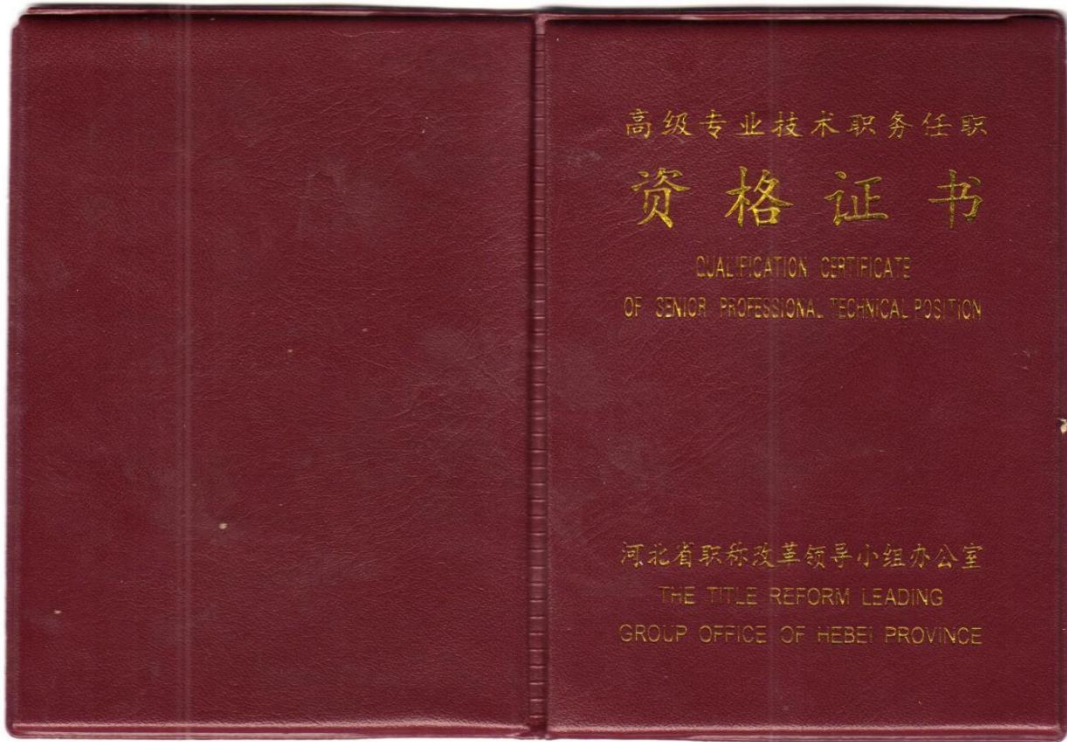 高级专业技术职务任职
资格证书
QUALIFICATION CERTIFICATE
OF SENIOR PROFESSIONAL TECHNICAL POSITION
河北省职称改革领导小组办公室
THE TITLE REFORM LEADING
GROUP OFFICE OF HEBEI PROVINCE